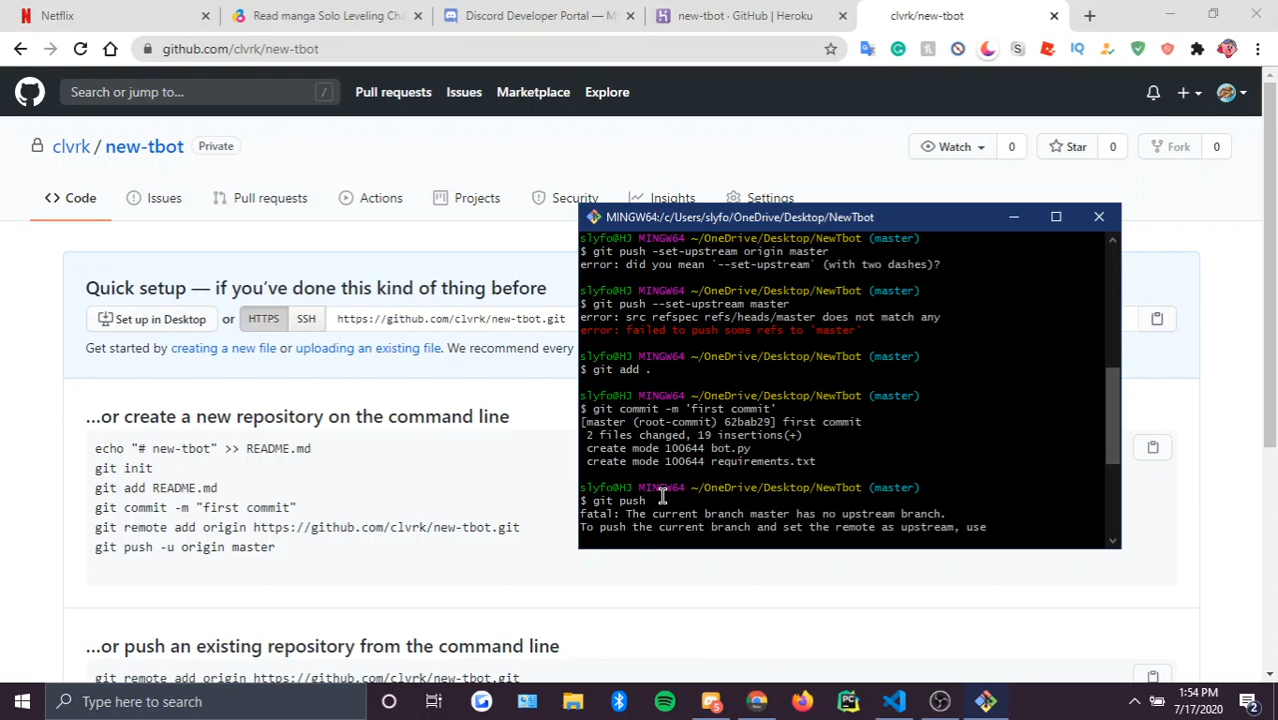 Netflix
Read manga Solo Leveling Ch
Discord Developer Portal — M
new-tbot · GitHub | Heroku
clvrk/new-tbot
github.com/clvrk/new-tbot
Search or jump to...
/
Pull requests
Issues
Marketplace
Explore
clvrk / new-tbot
Private
Watch
0
Star
0
Fork
0
Code
Issues
Pull requests
Actions
Projects
Security
Insights
Settings
Quick setup — if you've done this kind of thing before
Set up in Desktop
or
HTTPS
SSH
https://github.com/clvrk/new-tbot.git
Get started by creating a new file or uploading an existing file. We recommend every
...or create a new repository on the command line
echo "# new-tbot" >> README.md
git init
git add README.md
git commit -m "first commit"
git remote add origin https://github.com/clvrk/new-tbot.git
git push -u origin master
...or push an existing repository from the command line
git remote add origin https://github.com/clvrk/new-tbot.git
MINGW64:/c/Users/slyfo/OneDrive/Desktop/NewTbot
slyfo@HJ MINGW64 ~/OneDrive/Desktop/NewTbot (master)
$ git push -set-upstream origin master
error: did you mean `--set-upstream` (with two dashes)?
slyfo@HJ MINGW64 ~/OneDrive/Desktop/NewTbot (master)
$ git push --set-upstream master
error: src refspec refs/heads/master does not match any
error: failed to push some refs to 'master'
slyfo@HJ MINGW64 ~/OneDrive/Desktop/NewTbot (master)
$ git add .
slyfo@HJ MINGW64 ~/OneDrive/Desktop/NewTbot (master)
$ git commit -m 'first commit'
[master (root-commit) 62bab29] first commit
2 files changed, 19 insertions(+)
create mode 100644 bot.py
create mode 100644 requirements.txt
slyfo@HJ MINGW64 ~/OneDrive/Desktop/NewTbot (master)
$ git push
fatal: The current branch master has no upstream branch.
To push the current branch and set the remote as upstream, use
Type here to search
1:54 PM
7/17/2020
2